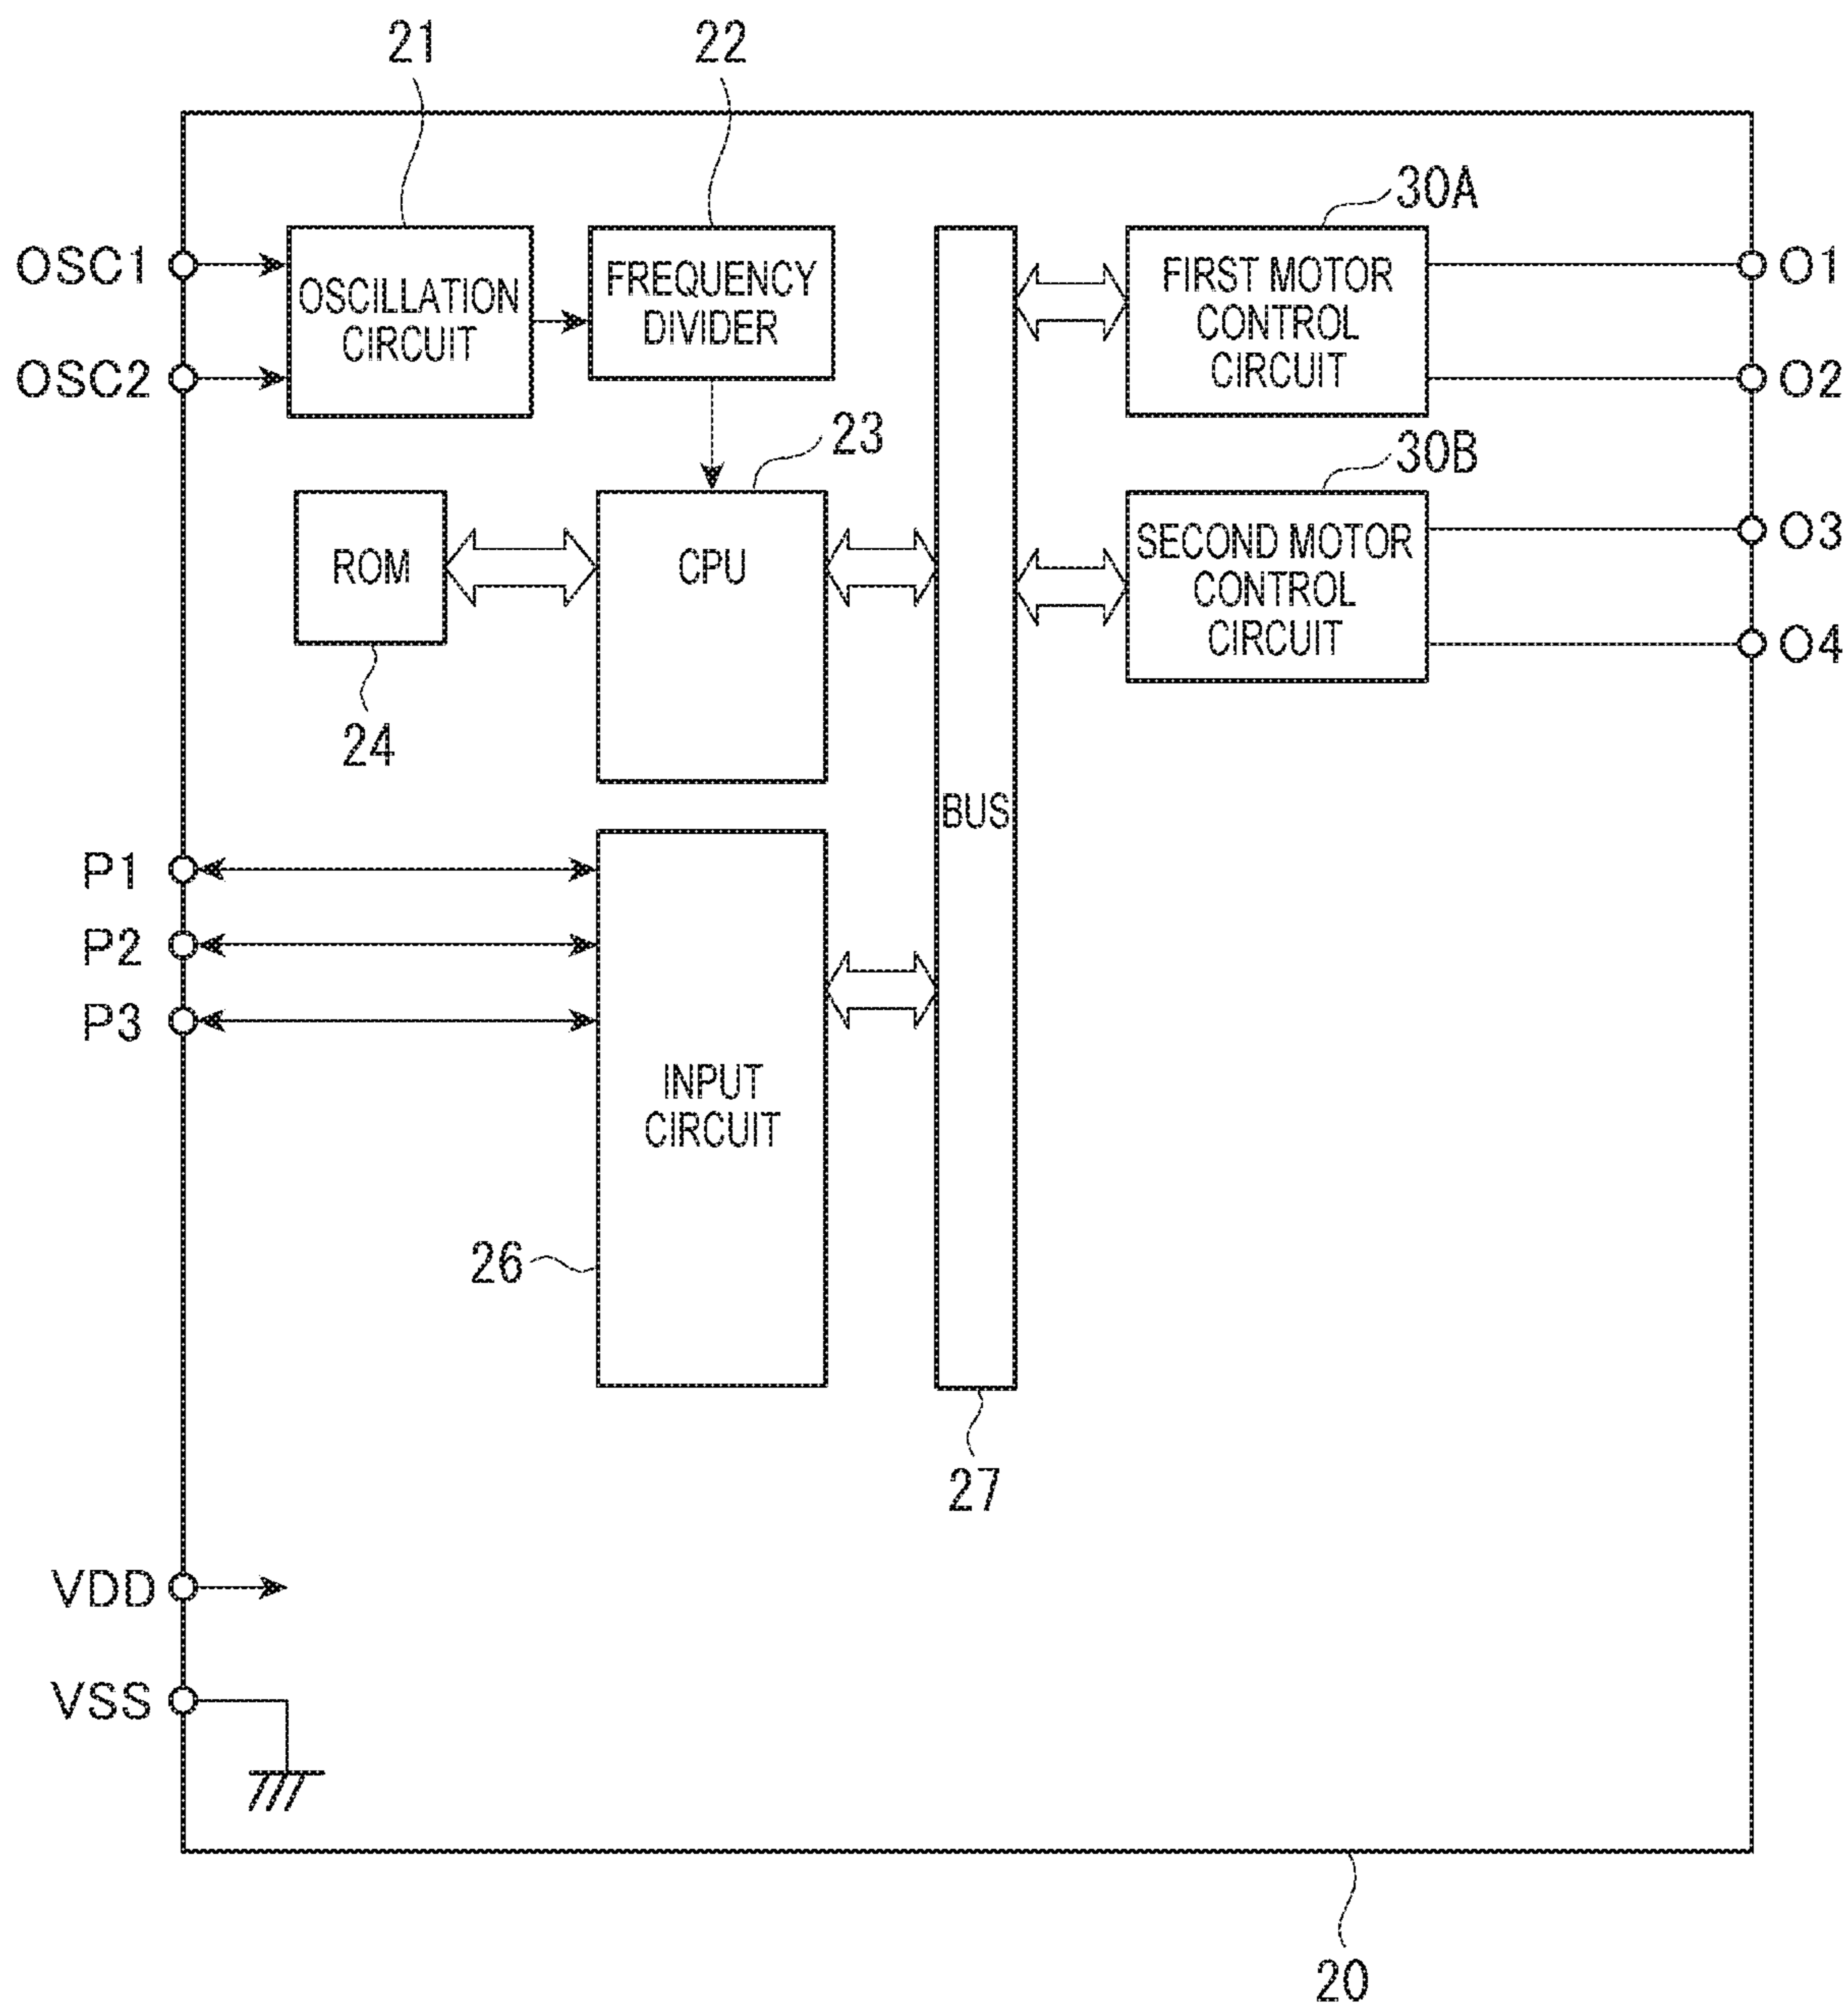 21
22
30A
OSC1
OSCILLATION
CIRCUIT
FREQUENCY
DIVIDER
FIRST MOTOR
CONTROL
CIRCUIT
O1
OSC2
O2
23
30B
ROM
CPU
SECOND MOTOR
CONTROL
CIRCUIT
O3
O4
24
BUS
P1
P2
P3
INPUT
CIRCUIT
26
27
VDD
VSS
20